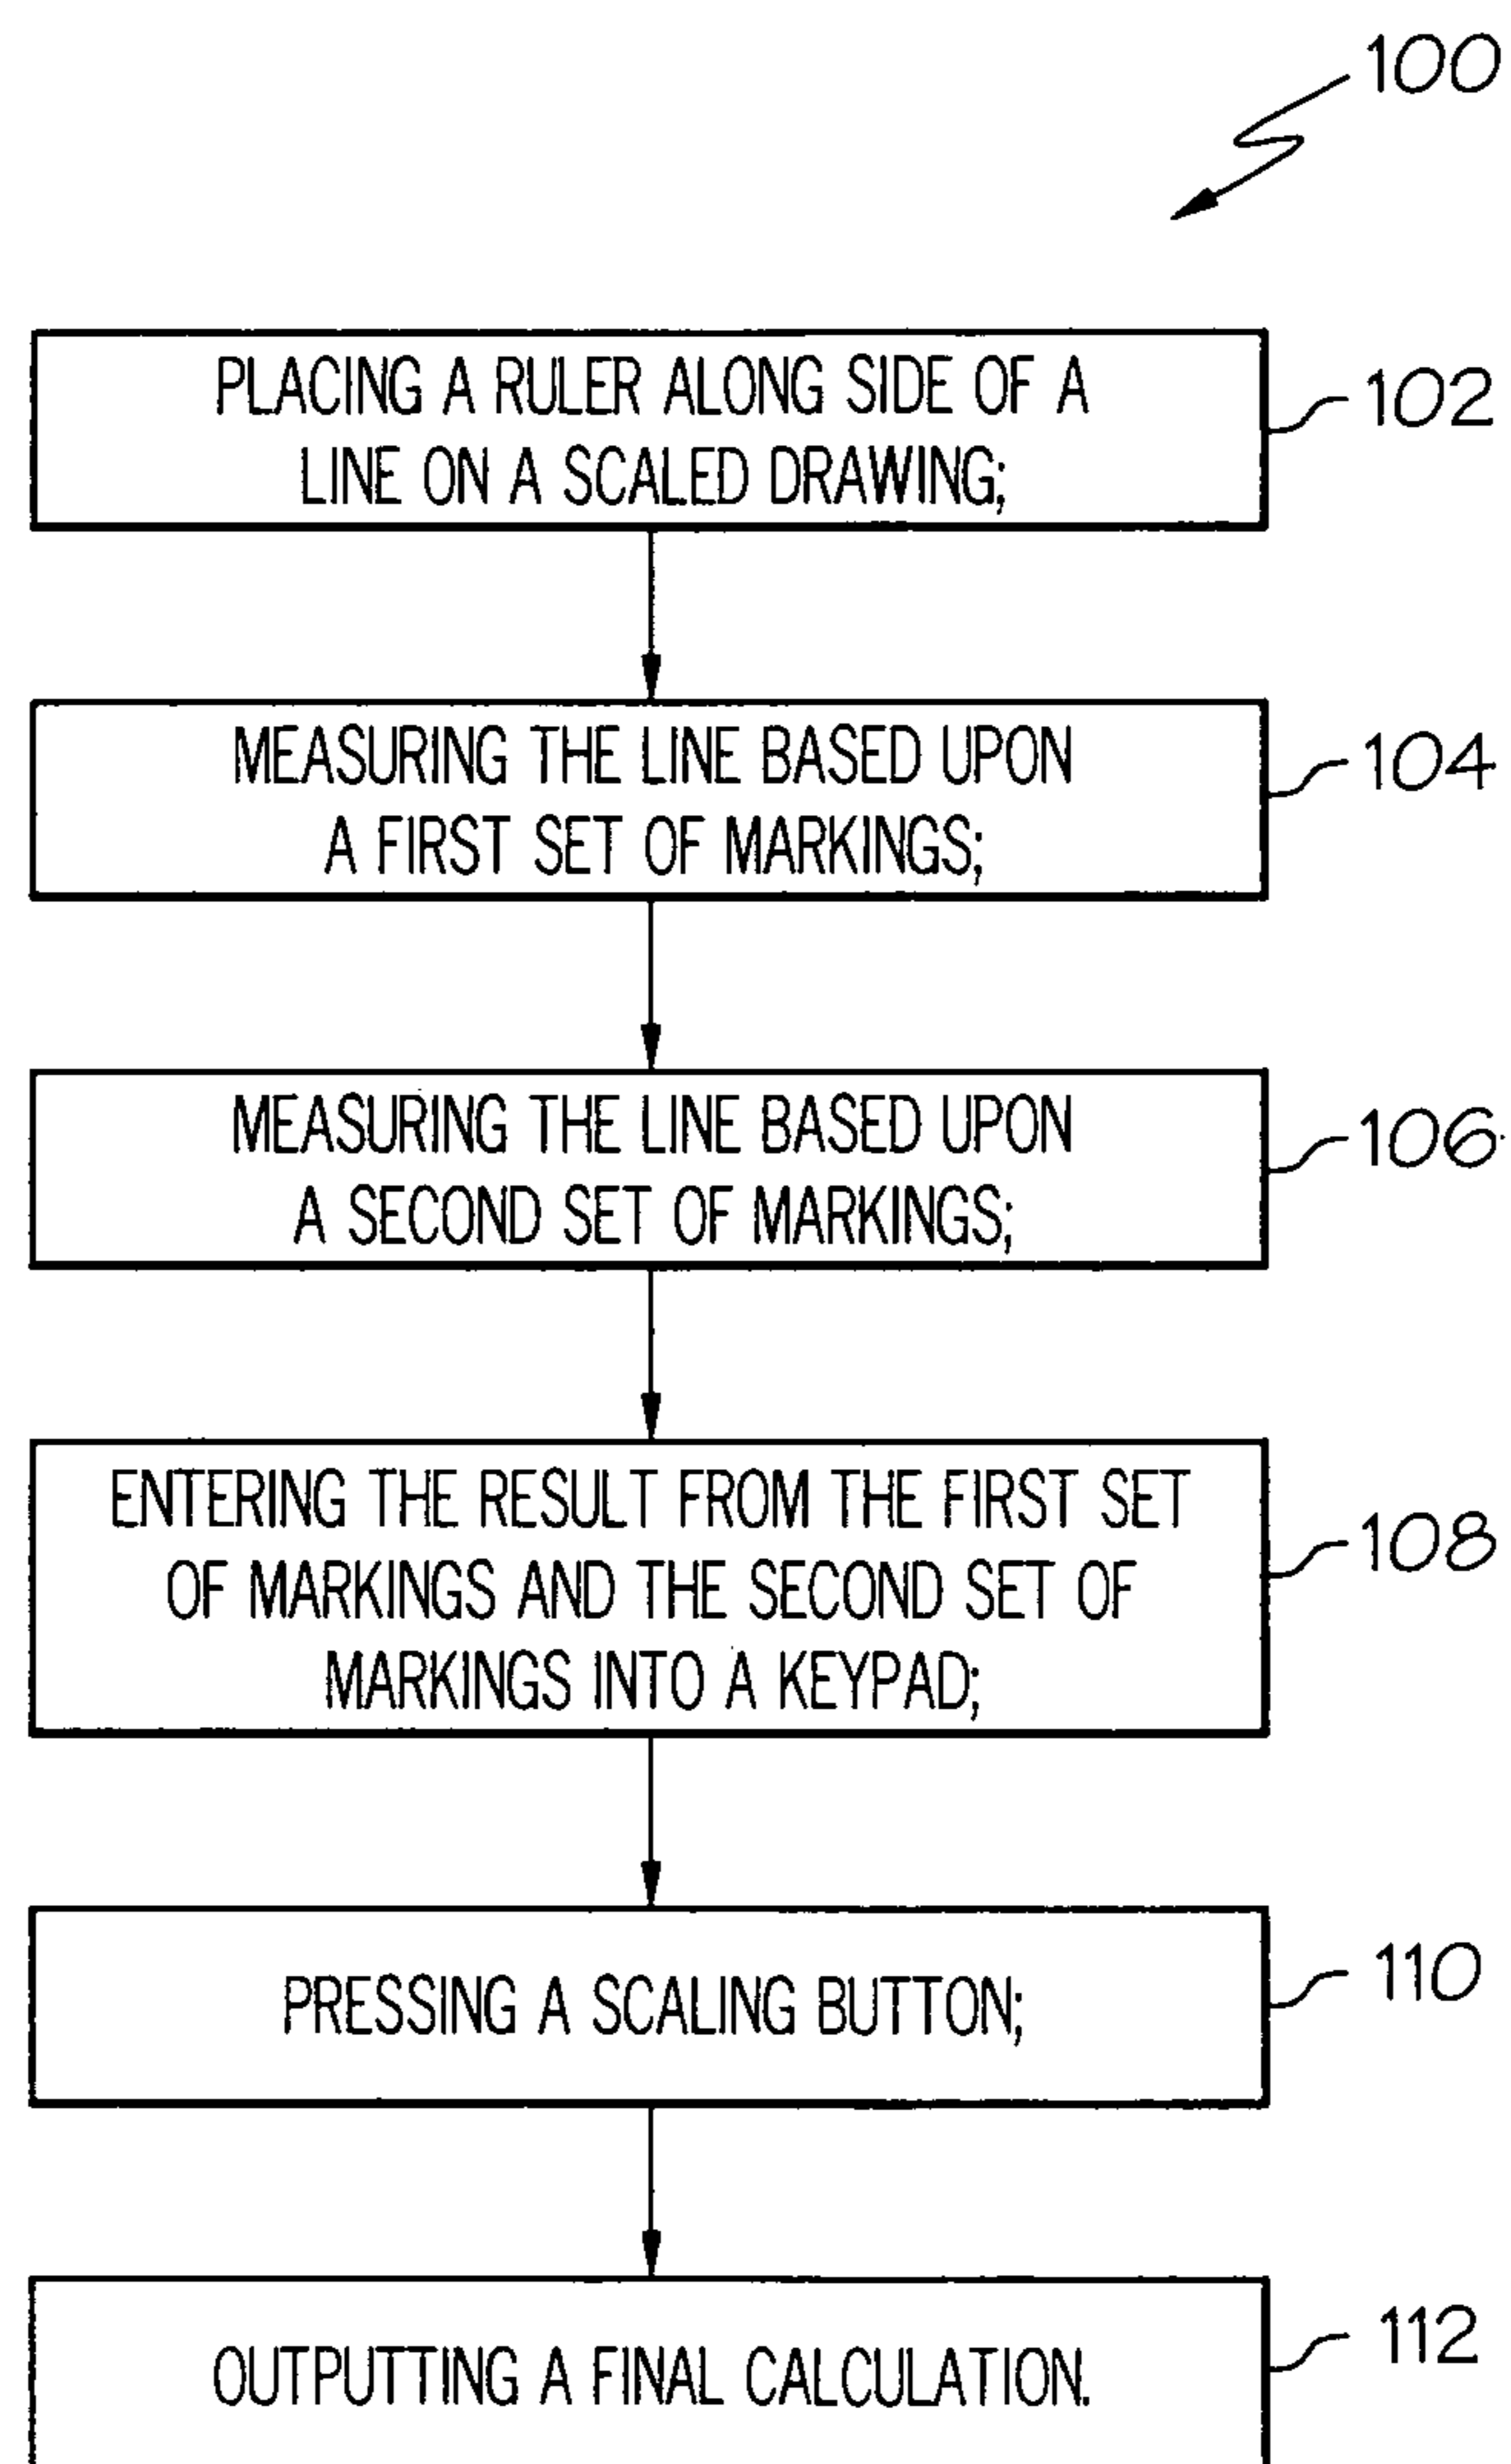 100
PLACING A RULER ALONG SIDE OF A
LINE ON A SCALED DRAWING;
102
MEASURING THE LINE BASED UPON
A FIRST SET OF MARKINGS;
104
MEASURING THE LINE BASED UPON
A SECOND SET OF MARKINGS;
106
ENTERING THE RESULT FROM THE FIRST SET
OF MARKINGS AND THE SECOND SET OF
MARKINGS INTO A KEYPAD;
108
PRESSING A SCALING BUTTON;
110
OUTPUTTING A FINAL CALCULATION.
112